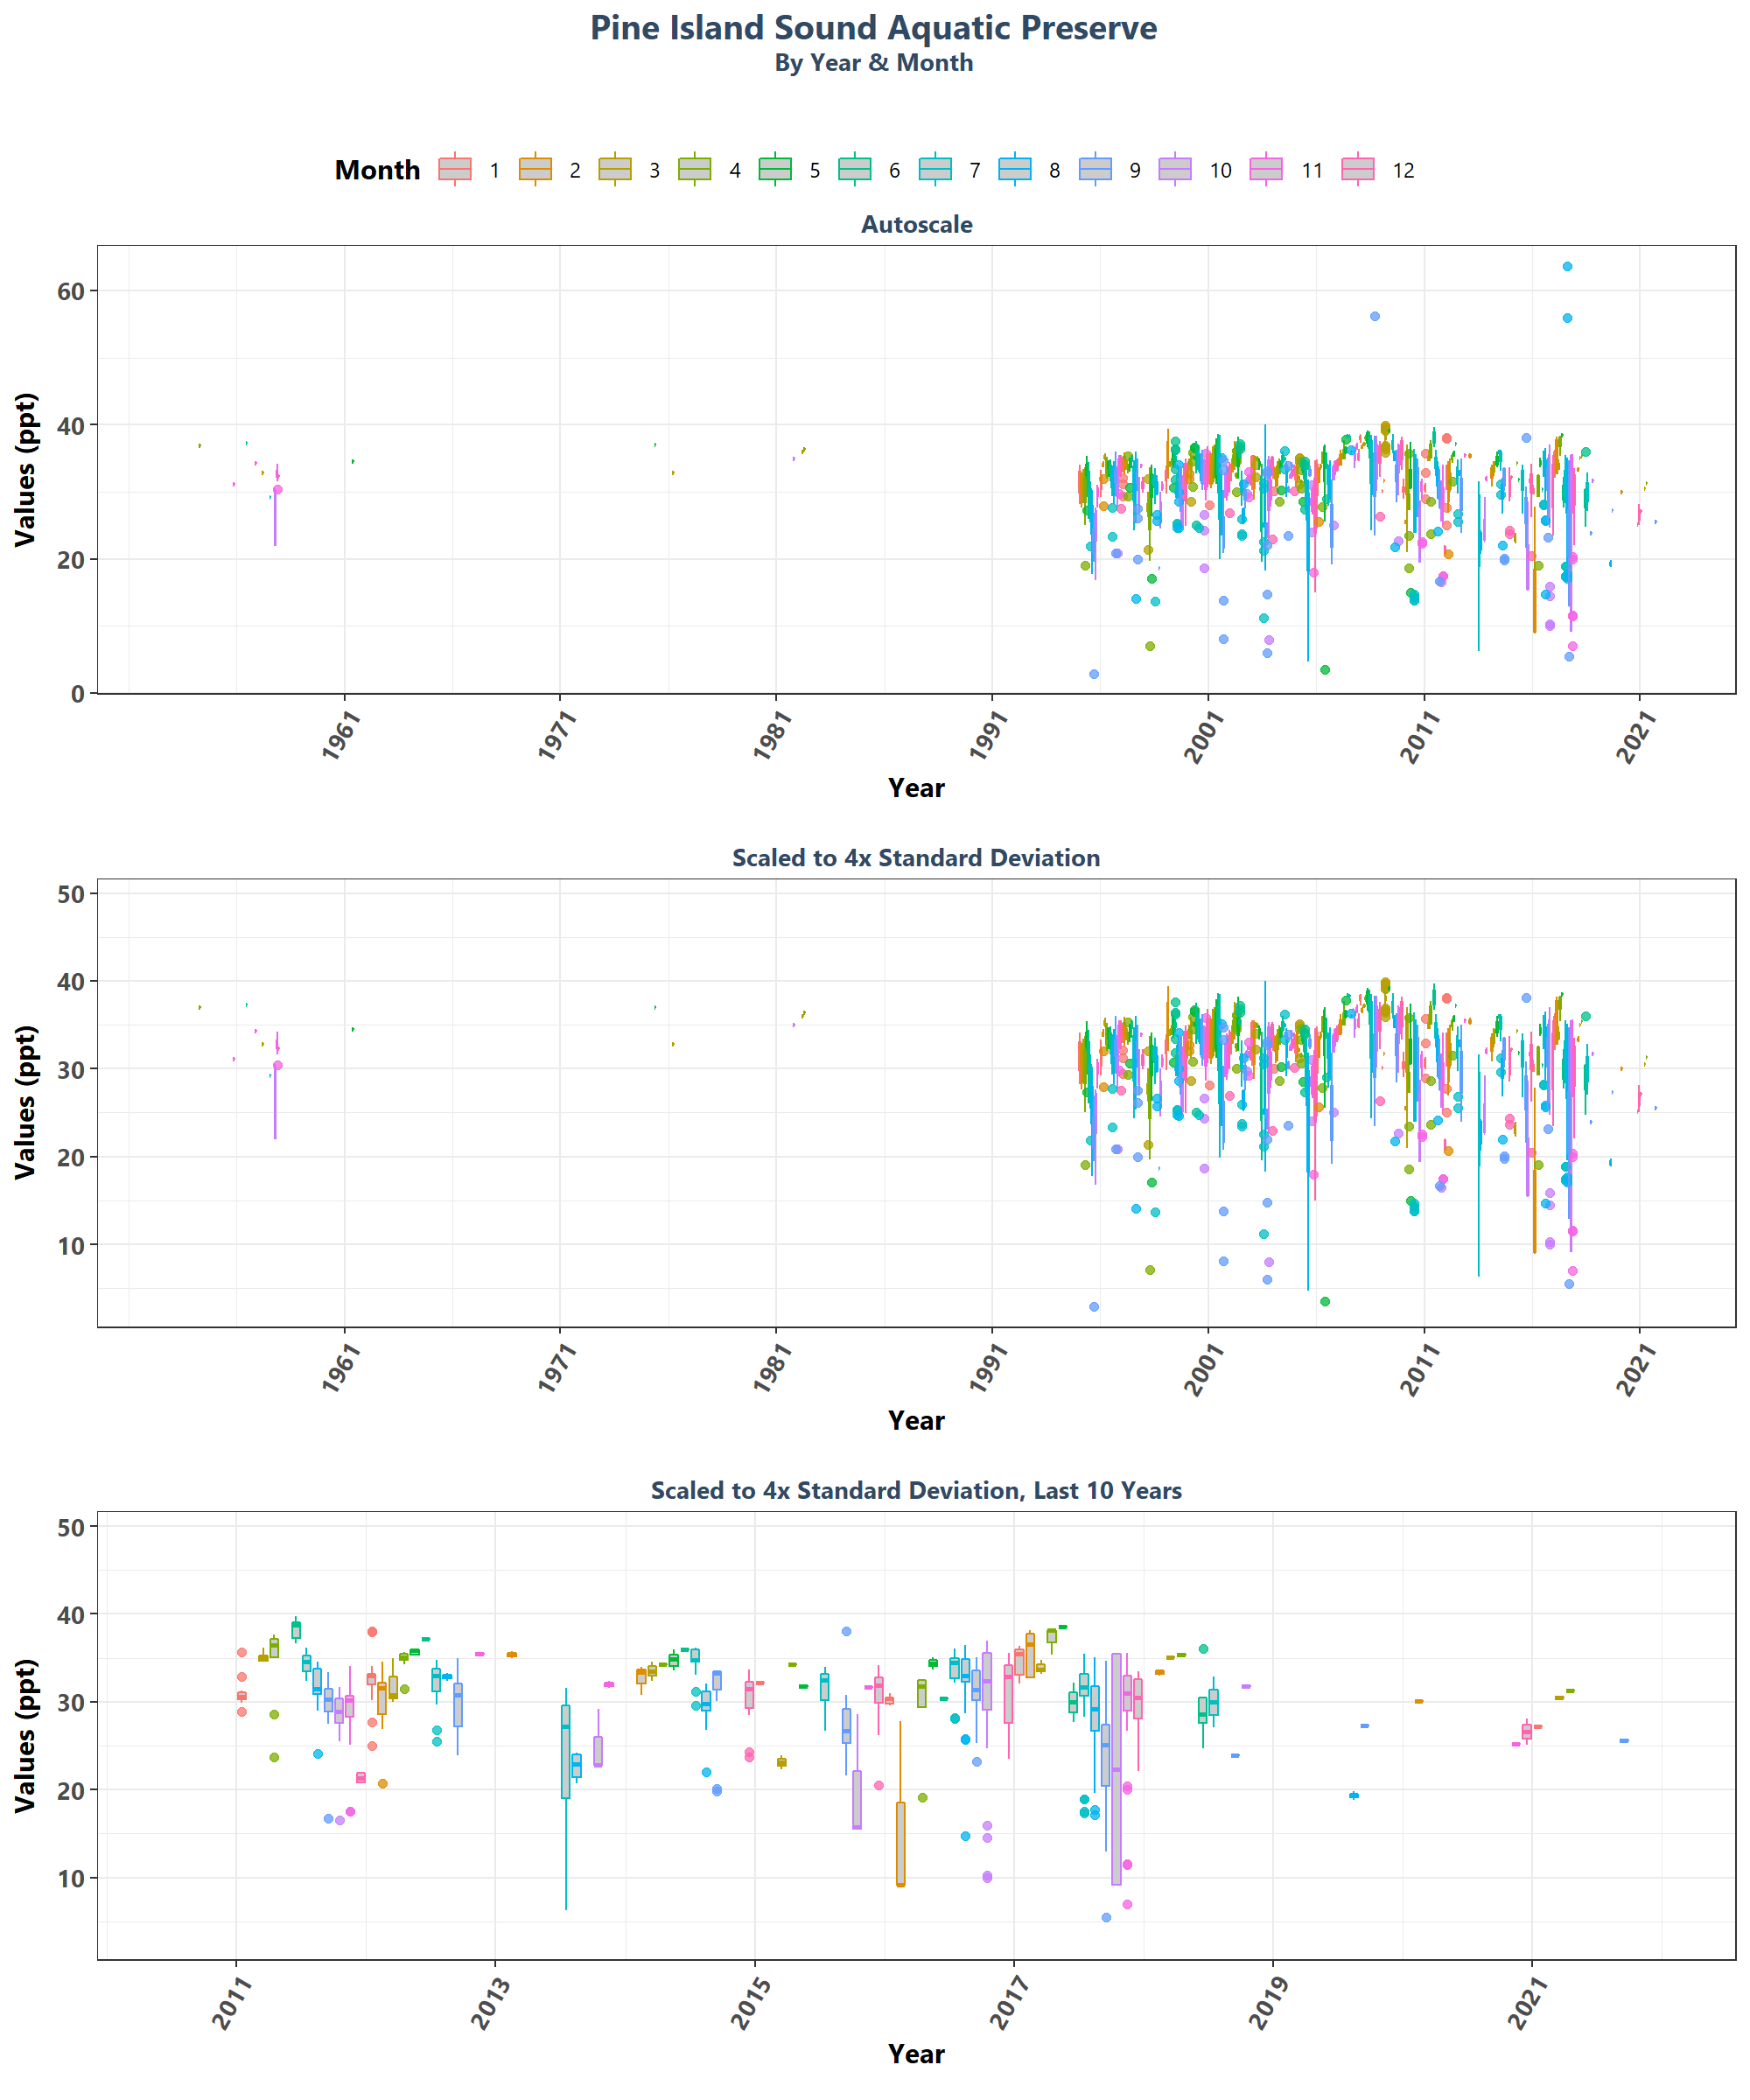 Pine Island Sound Aquatic Preserve
By Year & Month
Month 1 2 3 4 5 6 7 8 9 10 11 12
Autoscale
60
40
20
0
Values (ppt)
1961 1971 1981 1991 2001 2011 2021
Year
Scaled to 4x Standard Deviation
50
40
30
20
10
Values (ppt)
1961 1971 1981 1991 2001 2011 2021
Year
Scaled to 4x Standard Deviation, Last 10 Years
50
40
30
20
10
Values (ppt)
2011 2013 2015 2017 2019 2021
Year